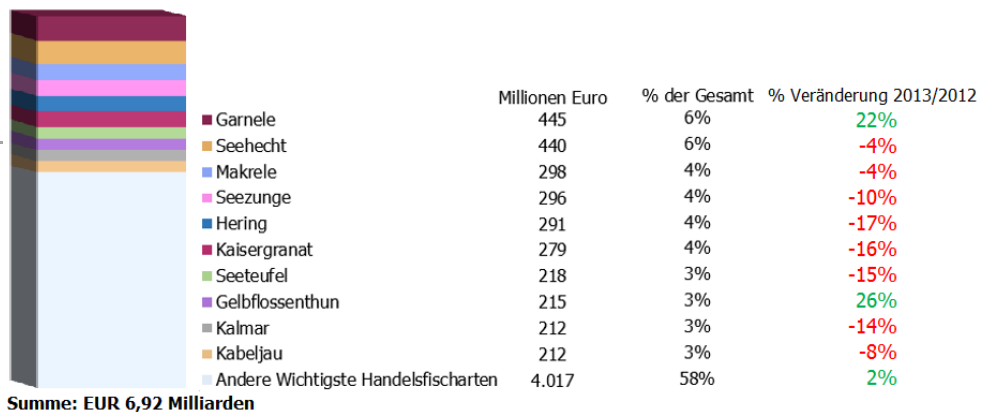 Millionen Euro % der Gesamt % Veränderung 2013/2012
Garnele 445 6% 22%
Seehecht 440 6% -4%
Makrele 298 4% -4%
Seezunge 296 4% -10%
Hering 291 4% -17%
Kaisergranat 279 4% -16%
Seeteufel 218 3% -15%
Gelbflossenthun 215 3% 26%
Kalmar 212 3% -14%
Kabeljau 212 3% -8%
Andere Wichtigste Handelsfischarten 4.017 58% 2%
Summe: EUR 6,92 Milliarden